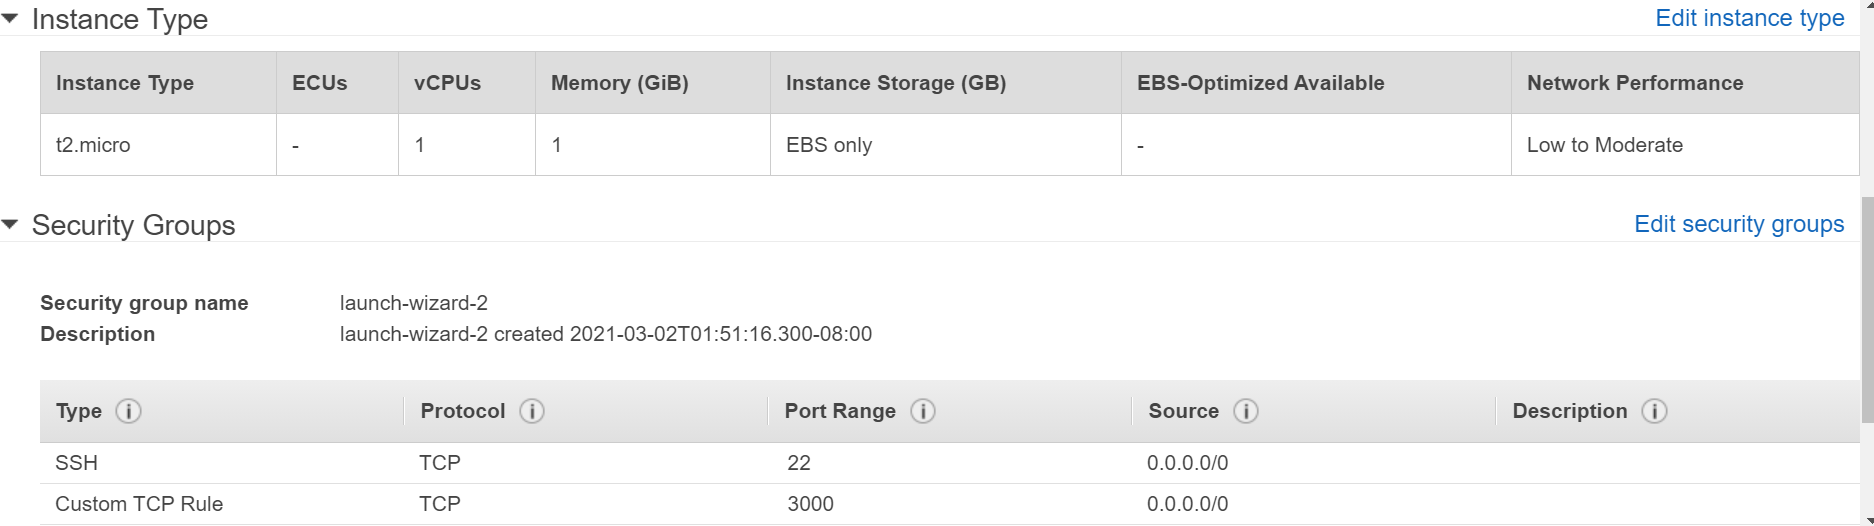 Instance Type Edit instance type
Instance Type ECUs vCPUs Memory (GiB) Instance Storage (GB) EBS-Optimized Available Network Performance
t2.micro - 1 1 EBS only - Low to Moderate
Security Groups Edit security groups
Security group name launch-wizard-2
Description launch-wizard-2 created 2021-03-02T01:51:16.300-08:00
Type i Protocol i Port Range i Source i Description i
SSH TCP 22 0.0.0.0/0
Custom TCP Rule TCP 3000 0.0.0.0/0